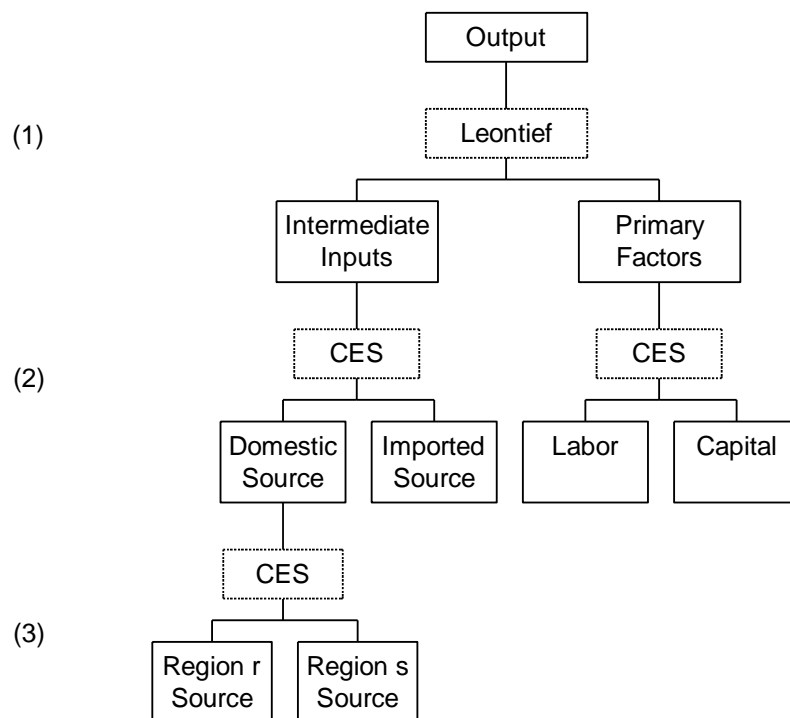 Output
(1)
Leontief
Intermediate
Inputs
Primary
Factors
CES
CES
(2)
Domestic
Source
Imported
Source
Labor
Capital
CES
(3)
Region r
Source
Region s
Source